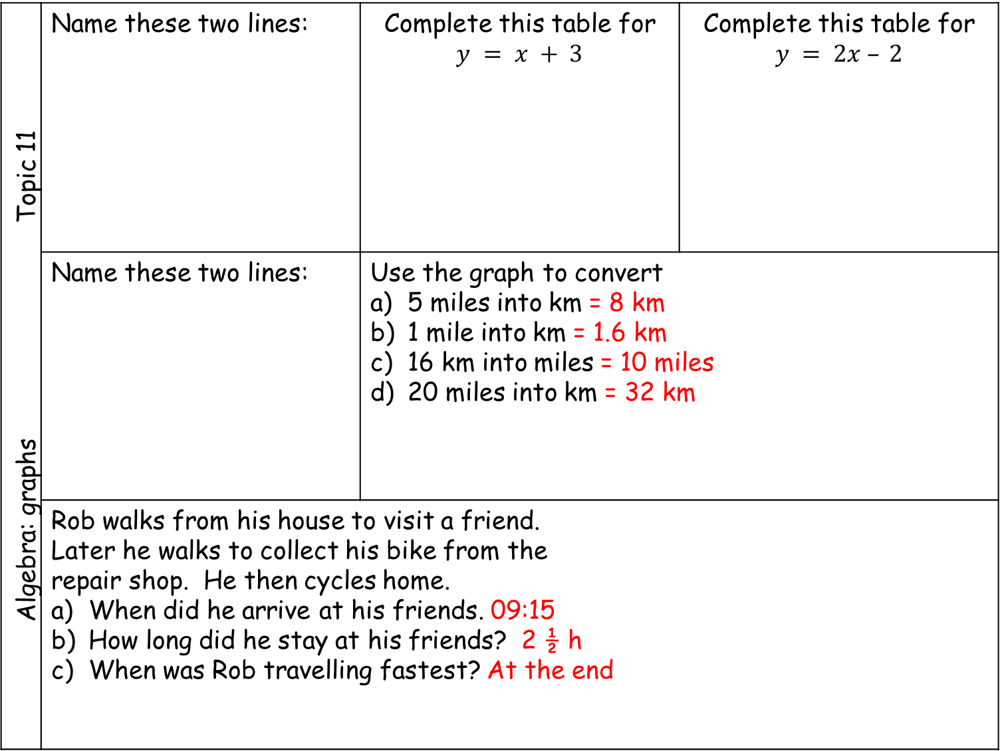 Topic 11
Algebra: graphs
Name these two lines:
Complete this table for
y = x + 3
Complete this table for
y = 2x – 2
Name these two lines:
Use the graph to convert
a) 5 miles into km = 8 km
b) 1 mile into km = 1.6 km
c) 16 km into miles = 10 miles
d) 20 miles into km = 32 km
Rob walks from his house to visit a friend.
Later he walks to collect his bike from the
repair shop. He then cycles home.
a) When did he arrive at his friends. 09:15
b) How long did he stay at his friends? 2 ½ h
c) When was Rob travelling fastest? At the end